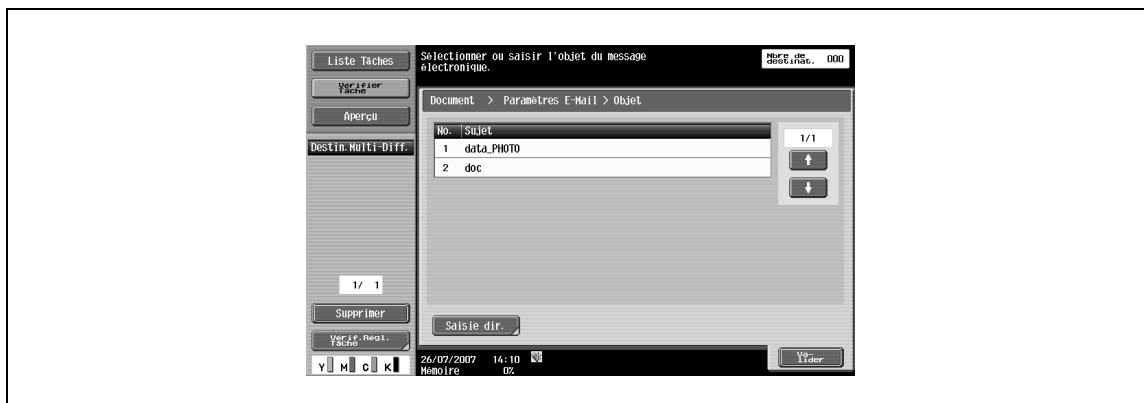 Liste Tâches
Vérifier
Tâche
Aperçu
Destin.Multi-Diff.
1/ 1
Supprimer
Vérif.Régl.
Tâche
Y M C K
Sélectionner ou saisir l'objet du message
électronique.
Nbre de
destinat. 000
Document > Paramètres E-Mail > Objet
No. Sujet
1 data_PHOTO
2 doc
1/1
Saisie dir.
26/07/2007 14:10
Mémoire 0%
Va-
lider